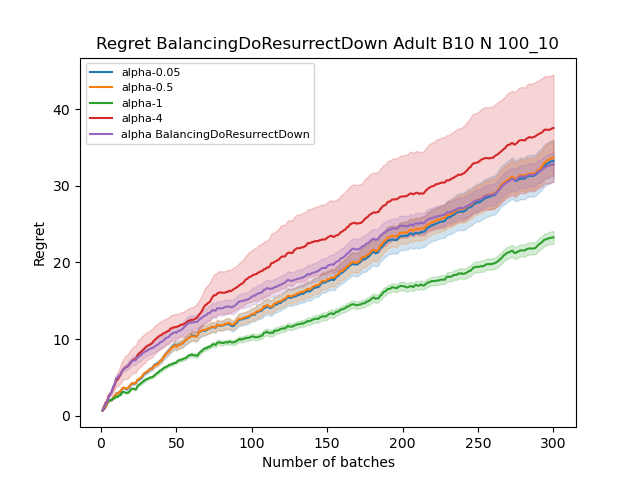 Regret BalancingDoResurrectDown Adult B10 N 100_10
alpha-0.05
alpha-0.5
alpha-1
alpha-4
alpha BalancingDoResurrectDown
40
30
20
10
0
Regret
0 50 100 150 200 250 300
Number of batches